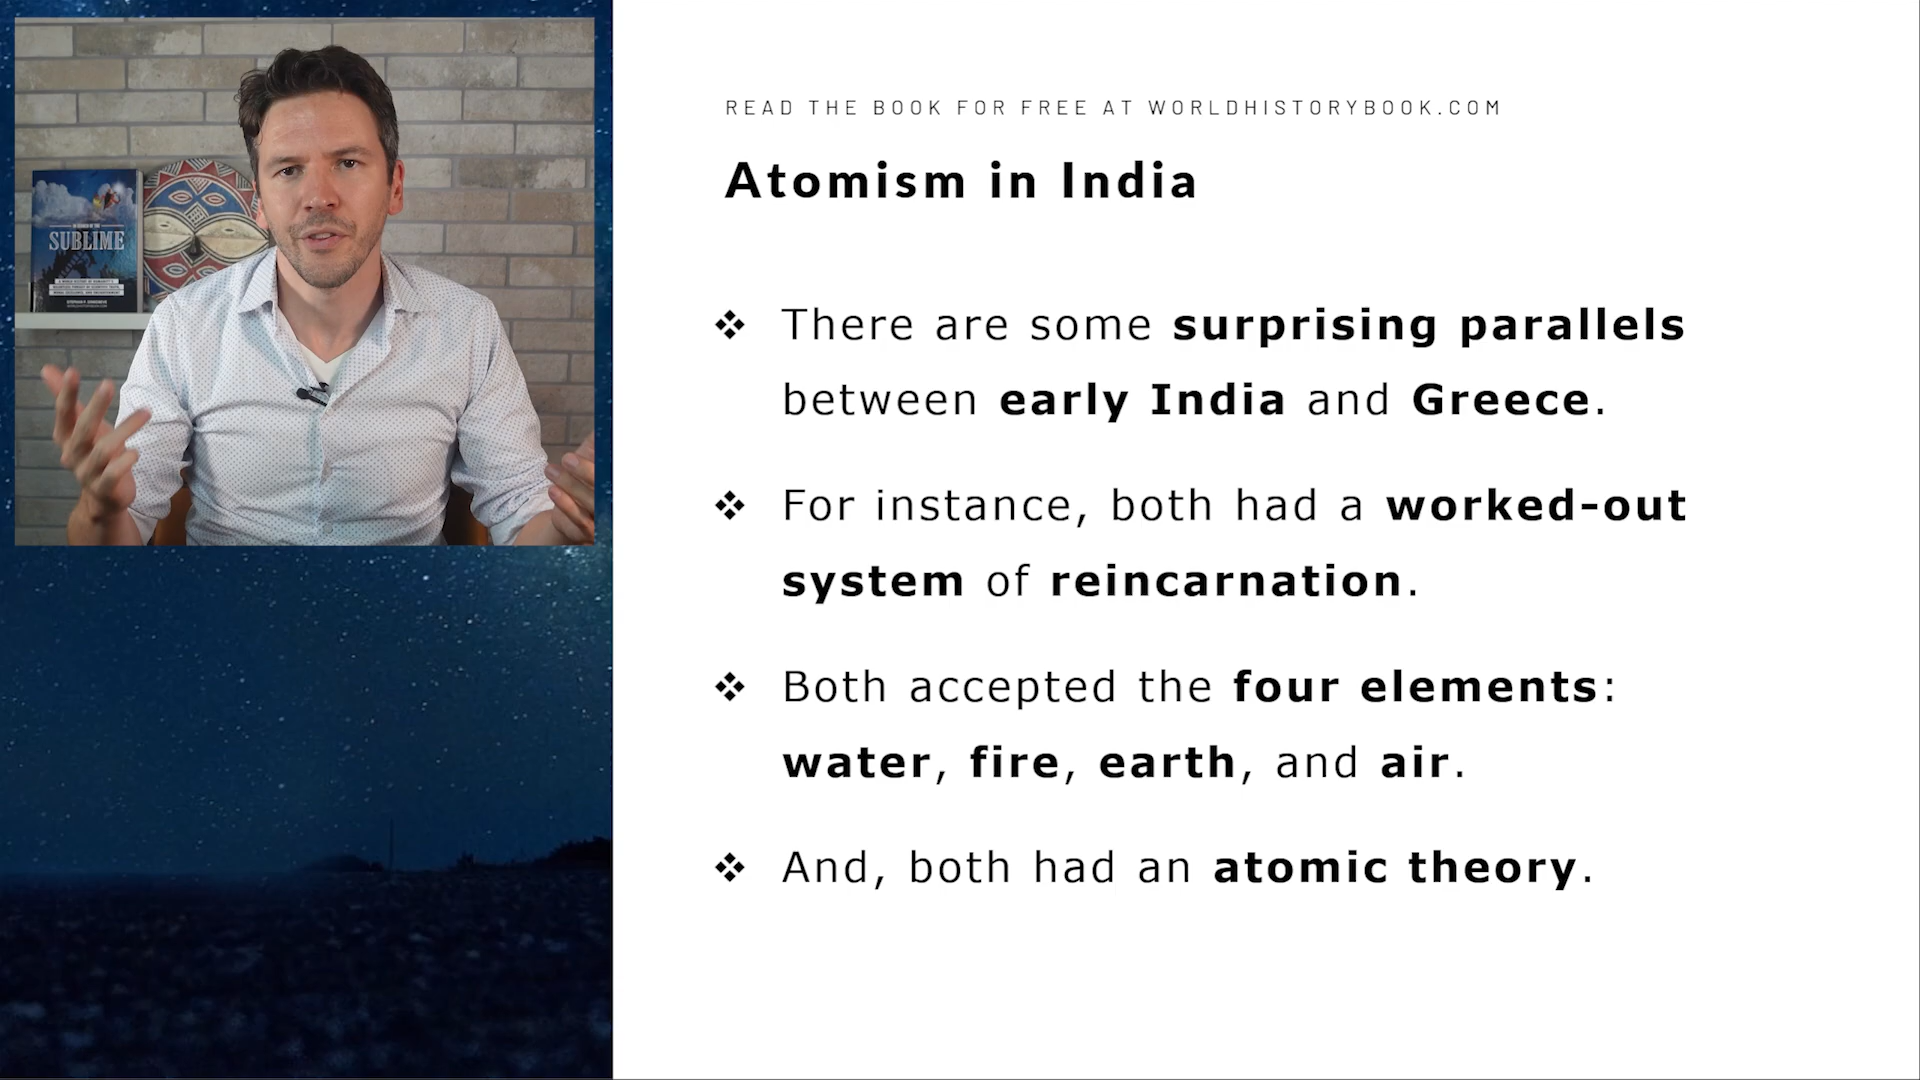 READ THE BOOK FOR FREE AT WORLDHISTORYBOOK.COM
Atomism in India
❖ There are some surprising parallels
between early India and Greece.
❖ For instance, both had a worked-out
system of reincarnation.
❖ Both accepted the four elements:
water, fire, earth, and air.
❖ And, both had an atomic theory.
SUBLIME